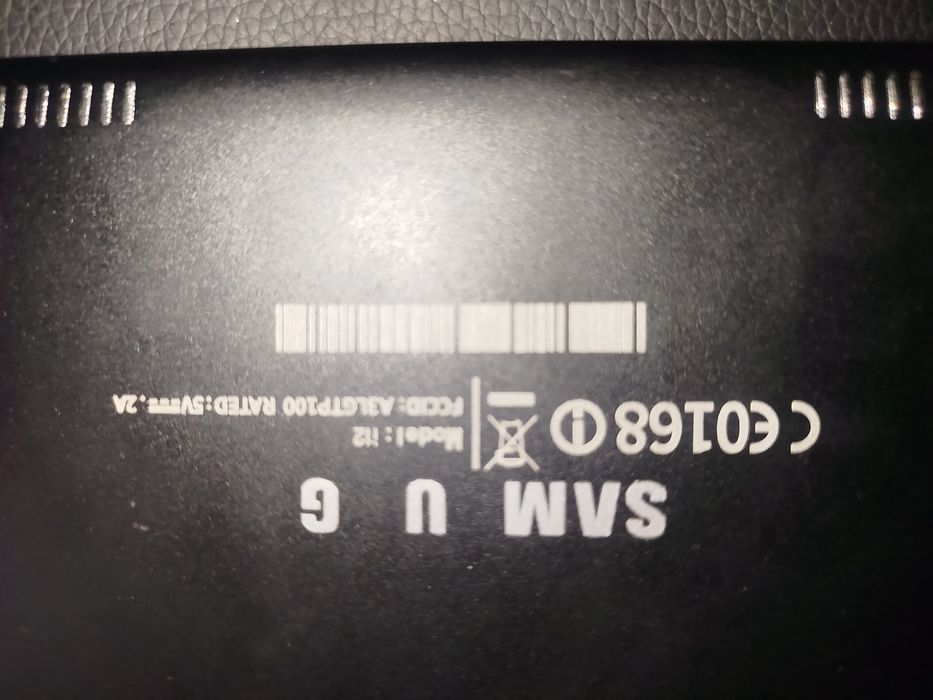 SAM U G
CE0168
Model: i12
FCCID: A3LGTP100 RATED:5V⎓.2A